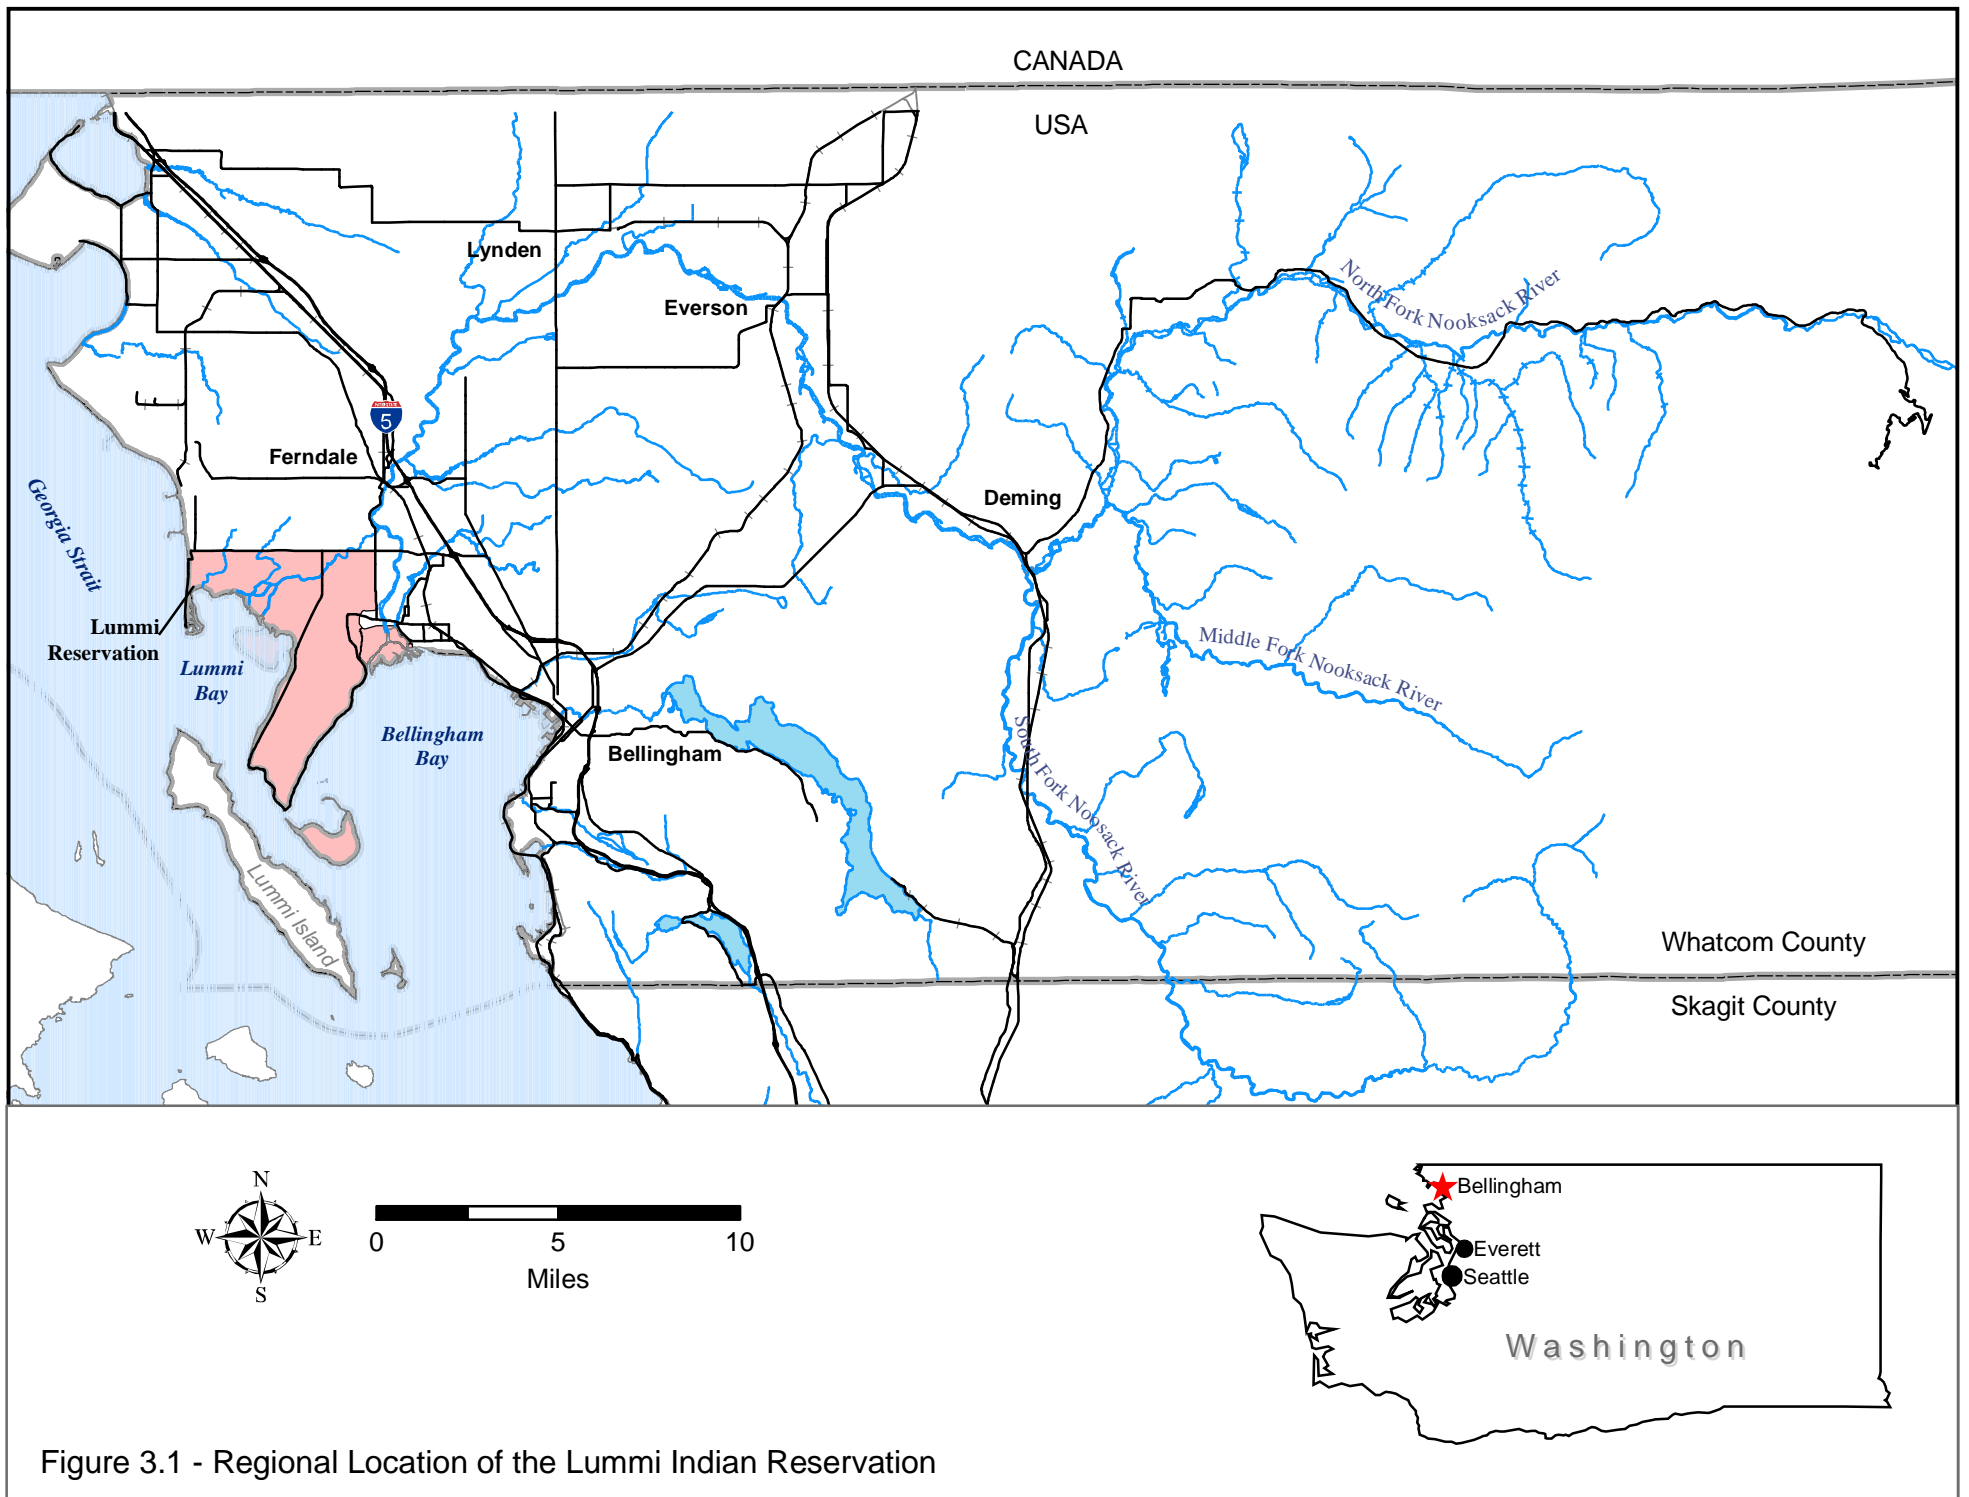 CANADA
USA
Lynden
Everson
North Fork Nooksack River
5
Ferndale
Deming
Georgia Strait
Lummi
Reservation
Lummi
Bay
Middle Fork Nooksack River
Bellingham
Bay
Bellingham
South Fork Noosack River
Lummi Island
Whatcom County
Skagit County
N
W
E
S
0
5
10
Miles
Bellingham
Everett
Seattle
Washington
Figure 3.1 - Regional Location of the Lummi Indian Reservation